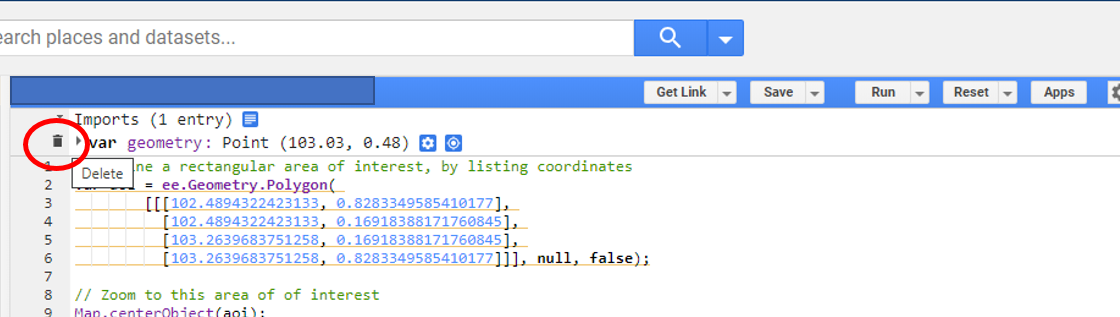 earch places and datasets...
Get Link Save Run Reset Apps
Imports (1 entry)
var geometry: Point (103.03, 0.48)
Delete
1 ne a rectangular area of interest, by listing coordinates
2 = ee.Geometry.Polygon(
3 [[[102.4894322423133, 0.8283349585410177],
4 [102.4894322423133, 0.16918388171760845],
5 [103.2639683751258, 0.16918388171760845],
6 [103.2639683751258, 0.8283349585410177]]], null, false);
7
8 // Zoom to this area of of interest
9 Map.centerObject(aoi);